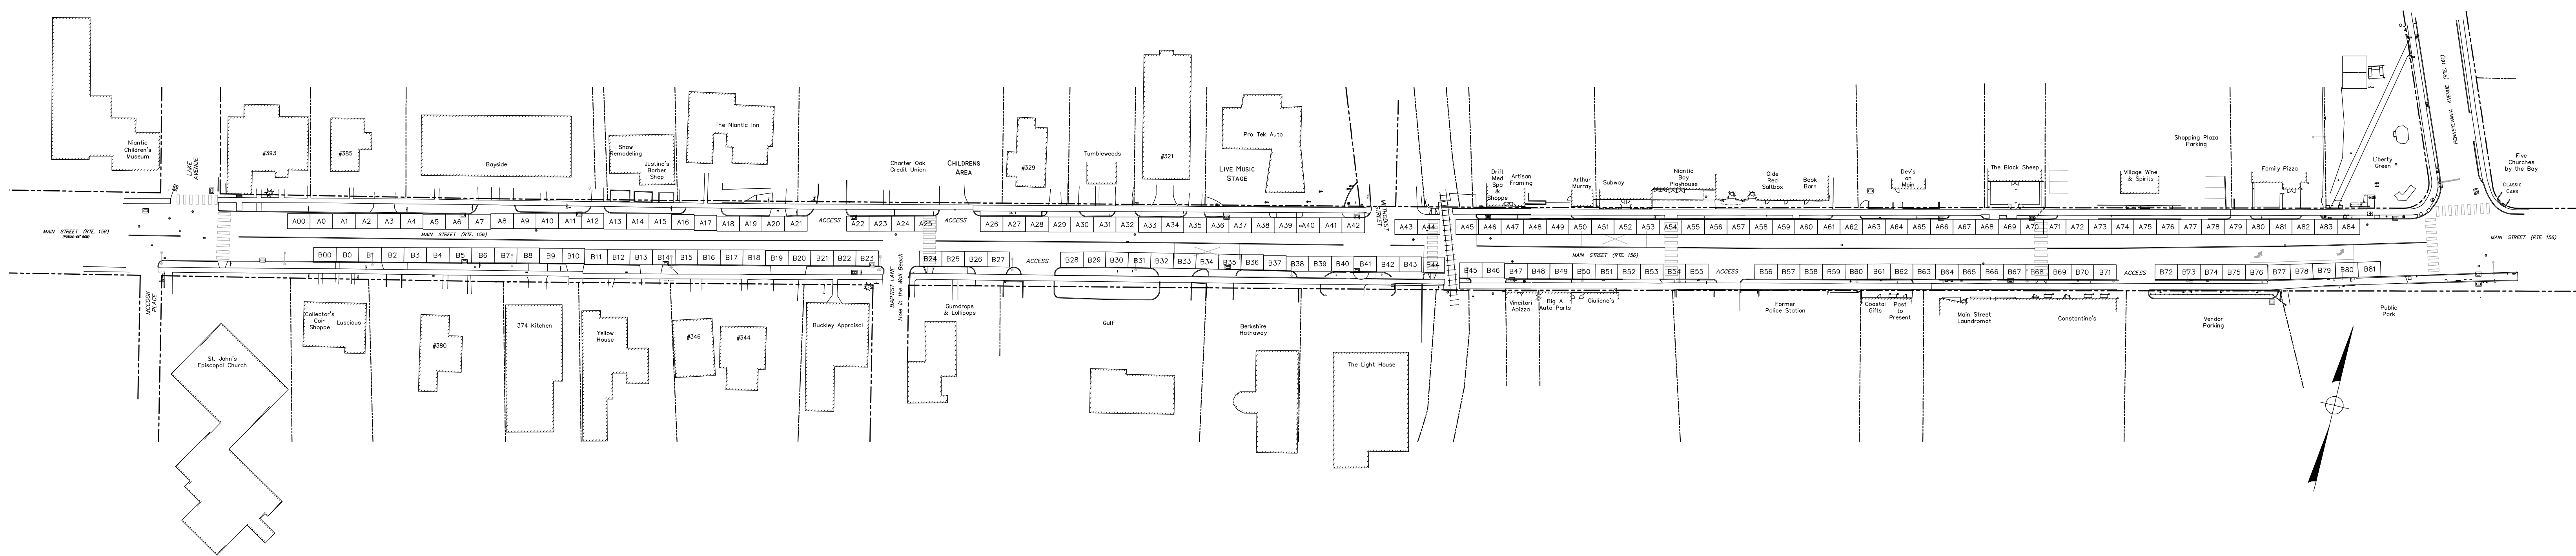 Niantic
Children's
Museum
LAKE
AVENUE
#393
#385
Bayside
Shaw
Remodeling
Justina's
Barber
Shop
The Niantic Inn
Charter Oak
Credit Union
CHILDRENS
AREA
#329
Tumbleweeds
#321
Pro Tek Auto
LIVE MUSIC
STAGE
Drift
Med
Spa
&
Shoppe
Artisan
Framing
Arthur
Murray
Subway
Niantic
Bay
Playhouse
Olde
Red
Saltbox
Book
Barn
Dev's
on
Main
The Black Sheep
Village Wine
& Spirits
Shopping Plaza
Parking
Family Pizza
Liberty
Green
PENNSYLVANIA AVENUE (RTE. 161)
Five
Churches
by the Bay
CLASSIC
CARS
A00 A0 A1 A2 A3 A4 A5 A6 A7 A8 A9 A10 A11 A12 A13 A14 A15 A16 A17 A18 A19 A20 A21 ACCESS A22 A23 A24 A25 ACCESS A26 A27 A28 A29 A30 A31 A32 A33 A34 A35 A36 A37 A38 A39 A40 A41 A42
STREET
A43 A44 A45 A46 A47 A48 A49 A50 A51 A52 A53 A54 A55 A56 A57 A58 A59 A60 A61 A62 A63 A64 A65 A66 A67 A68 A69 A70 A71 A72 A73 A74 A75 A76 A77 A78 A79 A80 A81 A82 A83 A84
MAIN STREET (RTE. 156)
MAIN STREET (RTE. 156)
MAIN STREET (RTE. 156)
MAIN STREET (RTE. 156)
B00 B0 B1 B2 B3 B4 B5 B6 B7 B8 B9 B10 B11 B12 B13 B14 B15 B16 B17 B18 B19 B20 B21 B22 B23
BAPTIST LANE
Hole in the Wall Beach
B24 B25 B26 B27 ACCESS B28 B29 B30 B31 B32 B33 B34 B35 B36 B37 B38 B39 B40 B41 B42 B43 B44
B45 B46 B47 B48 B49 B50 B51 B52 B53 B54 B55 ACCESS B56 B57 B58 B59 B60 B61 B62 B63 B64 B65 B66 B67 B68 B69 B70 B71 ACCESS B72 B73 B74 B75 B76 B77 B78 B79 B80 B81
MCCOOK
PLACE
St. John's
Episcopal Church
Collector's
Coin
Shoppe
Luscious
#380
374 Kitchen
Yellow
House
#346
#344
Buckley Appraisal
Gumdrops
& Lollipops
Gulf
Berkshire
Hathaway
The Light House
Vincitori
Apizza
Big A
Auto Parts
Giuliano's
Former
Police Station
Coastal
Gifts
Past
to
Present
Main Street
Laundromat
Constantine's
Vendor
Parking
Public
Park